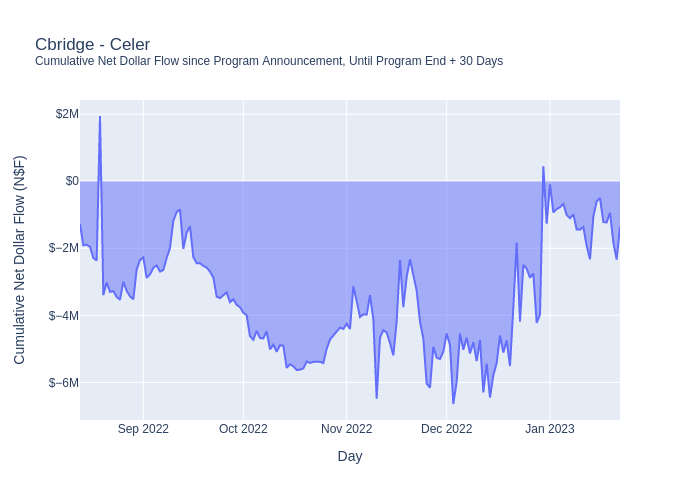 Cbridge - Celer
Cumulative Net Dollar Flow since Program Announcement, Until Program End + 30 Days
Cumulative Net Dollar Flow (N$F)
$2M
$0
$−2M
$−4M
$−6M
Sep 2022
Oct 2022
Nov 2022
Dec 2022
Jan 2023
Day